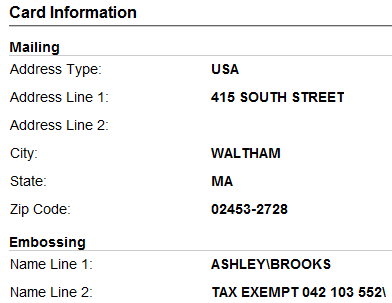 Card Information
Mailing
Address Type: USA
Address Line 1: 415 SOUTH STREET
Address Line 2:
City: WALTHAM
State: MA
Zip Code: 02453-2728
Embossing
Name Line 1: ASHLEY\BROOKS
Name Line 2: TAX EXEMPT 042 103 552\